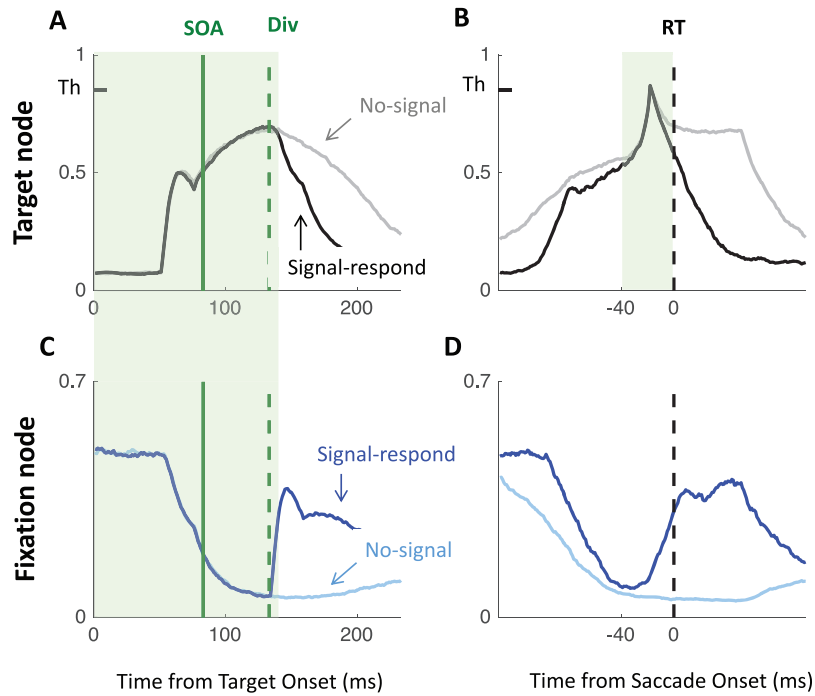 A
SOA
Div
B
RT
1
Th
No-signal
0.5
Signal-respond
0
0
100
200
Target node
1
Th
0.5
0
-40
0
C
D
0.7
Signal-respond
No-signal
0
0
100
200
Fixation node
0.7
0
-40
0
Time from Target Onset (ms)
Time from Saccade Onset (ms)